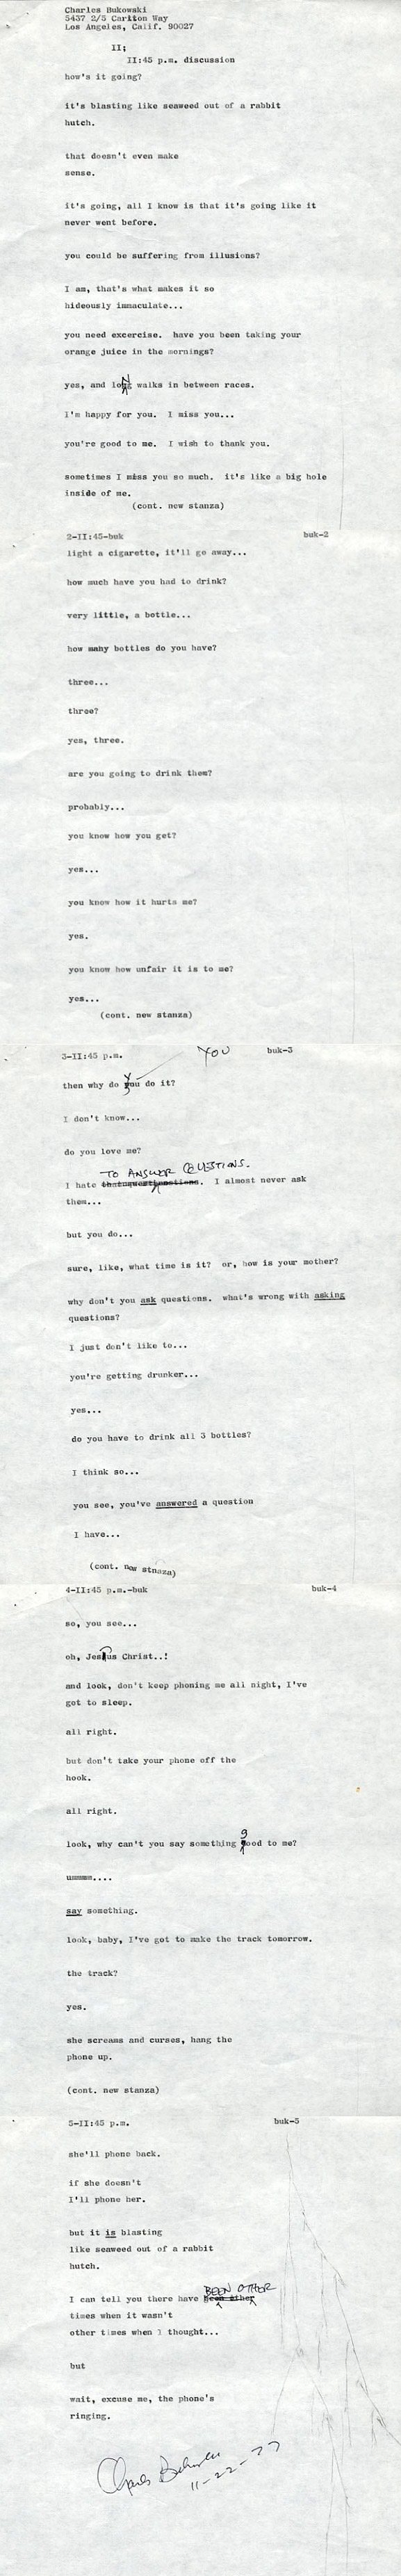 Charles Bukowski
5437 2/5 Carlton Way
Los Angeles, Calif. 90027
II;
II:45 p.m. discussion
how's it going?
it's blasting like seaweed out of a rabbit
hutch.
that doesn't even make
sense.
it's going, all I know is that it's going like it
never went before.
you could be suffering from illusions?
I am, that's what makes it so
hideously immaculate...
you need excercise. have you been taking your
orange juice in the mornings?
yes, and long walks in between races.
I'm happy for you. I miss you...
you're good to me. I wish to thank you.
sometimes I miss you so much. it's like a big hole
inside of me.
(cont. new stanza)
2-II:45-buk buk-2
light a cigarette, it'll go away...
how much have you had to drink?
very little, a bottle...
how many bottles do you have?
three...
three?
yes, three.
are you going to drink them?
probably...
you know how you get?
yes...
you know how it hurts me?
yes.
you know how unfair it is to me?
yes...
(cont. new stanza)
3-II:45 p.m. YOU buk-3
then why do you do it?
I don't know...
do you love me?
TO ANSWER QUESTIONS.
I hate . I almost never ask
them...
but you do...
sure, like, what time is it? or, how is your mother?
why don't you ask questions. what's wrong with asking
questions?
I just don't like to...
you're getting drunker...
yes...
do you have to drink all 3 bottles?
I think so...
you see, you've answered a question
I have...
(cont. new stnaza)
4-II:45 p.m.-buk buk-4
so, you see...
oh, Jesus Christ..!
and look, don't keep phoning me all night, I've
got to sleep.
all right.
but don't take your phone off the
hook.
all right.
look, why can't you say something good to me?
ummmm....
say something.
look, baby, I've got to make the track tomorrow.
the track?
yes.
she screams and curses, hang the
phone up.
(cont. new stanza)
5-II:45 p.m. buk-5
she'll phone back.
if she doesn't
I'll phone her.
but it is blasting
like seaweed out of a rabbit
hutch.
BEEN OTHER
I can tell you there have been other
times when it wasn't
other times when I thought...
but
wait, excuse me, the phone's
ringing.
Charles Bukowski
11-22-77